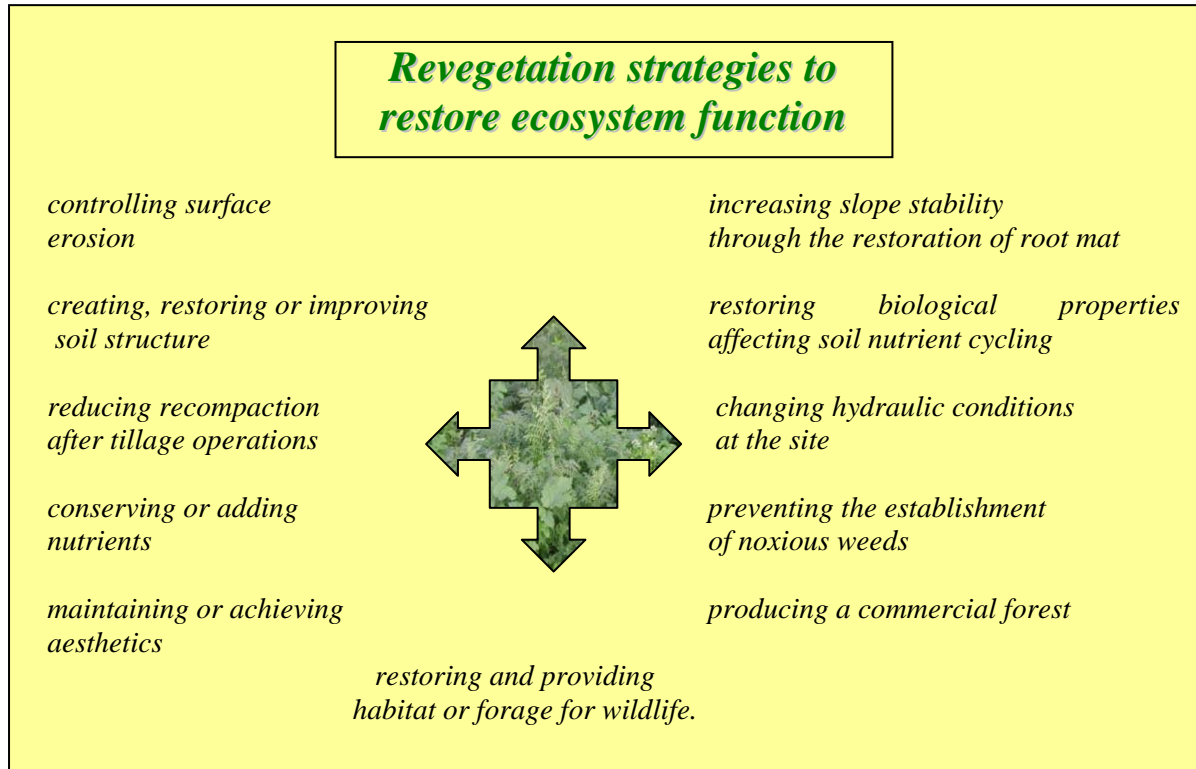 Revegetation strategies to
restore ecosystem function
controlling surface
erosion
creating, restoring or improving
soil structure
reducing recompaction
after tillage operations
conserving or adding
nutrients
maintaining or achieving
aesthetics
increasing slope stability
through the restoration of root mat
restoring biological properties
affecting soil nutrient cycling
changing hydraulic conditions
at the site
preventing the establishment
of noxious weeds
producing a commercial forest
restoring and providing
habitat or forage for wildlife.